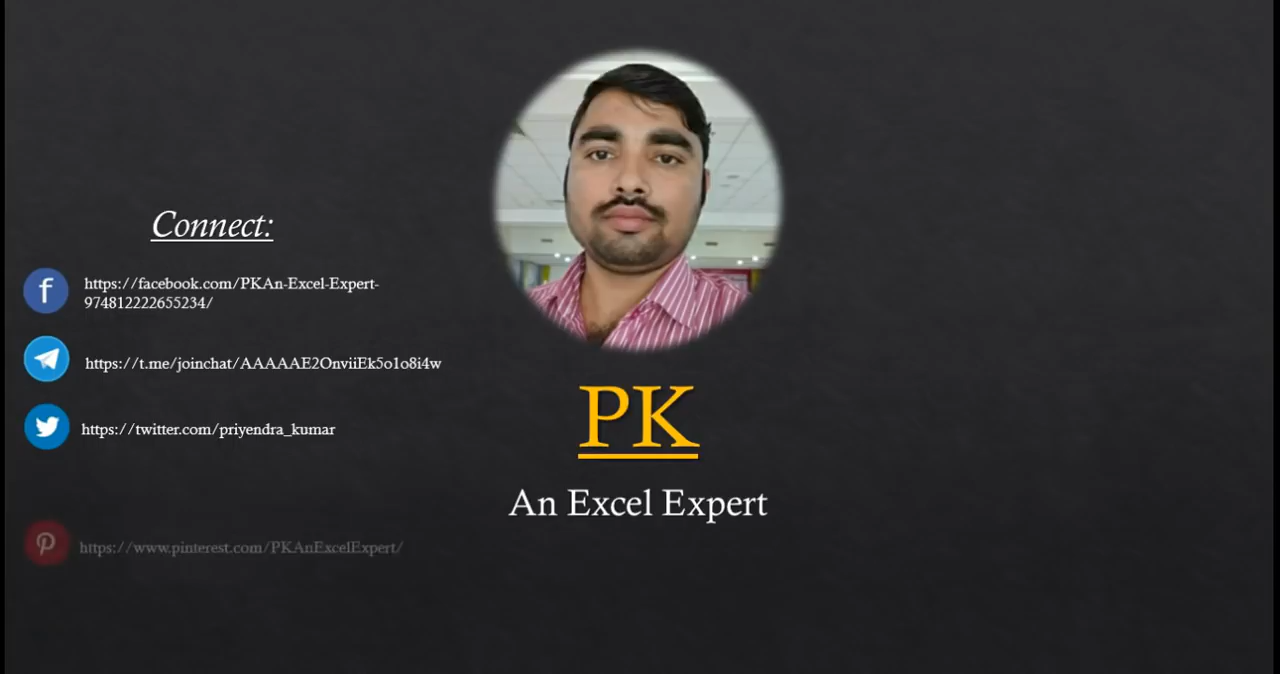 Connect:
https://facebook.com/PKAn-Excel-Expert-
974812222655234/
https://t.me/joinchat/AAAAAE2OnviiEk5o1o8i4w
https://twitter.com/priyendra_kumar
https://www.pinterest.com/PKAnExcelExpert/
PK
An Excel Expert